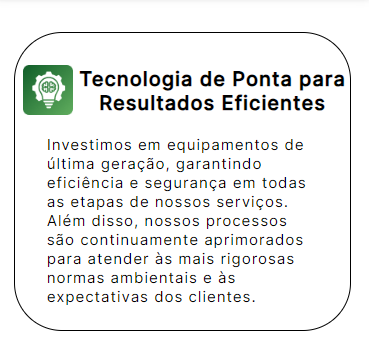 Tecnologia de Ponta para
Resultados Eficientes
Investimos em equipamentos de
última geração, garantindo
eficiência e segurança em todas
as etapas de nossos serviços.
Além disso, nossos processos
são continuamente aprimorados
para atender às mais rigorosas
normas ambientais e às
expectativas dos clientes.